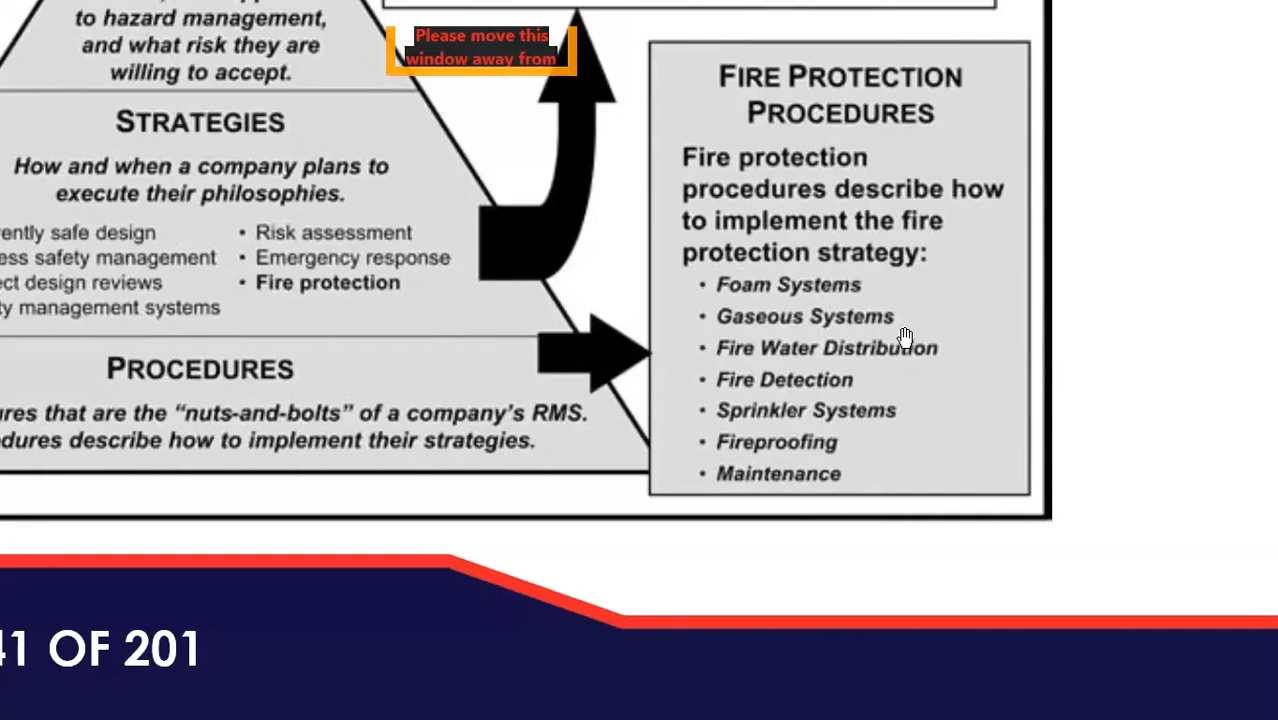 to hazard management,
and what risk they are
willing to accept.
Please move this
window away from
STRATEGIES
How and when a company plans to
execute their philosophies.
ently safe design
ess safety management
ect design reviews
ty management systems
• Risk assessment
• Emergency response
• Fire protection
PROCEDURES
ures that are the “nuts-and-bolts” of a company’s RMS.
edures describe how to implement their strategies.
FIRE PROTECTION
PROCEDURES
Fire protection
procedures describe how
to implement the fire
protection strategy:
• Foam Systems
• Gaseous Systems
• Fire Water Distribution
• Fire Detection
• Sprinkler Systems
• Fireproofing
• Maintenance
41 OF 201